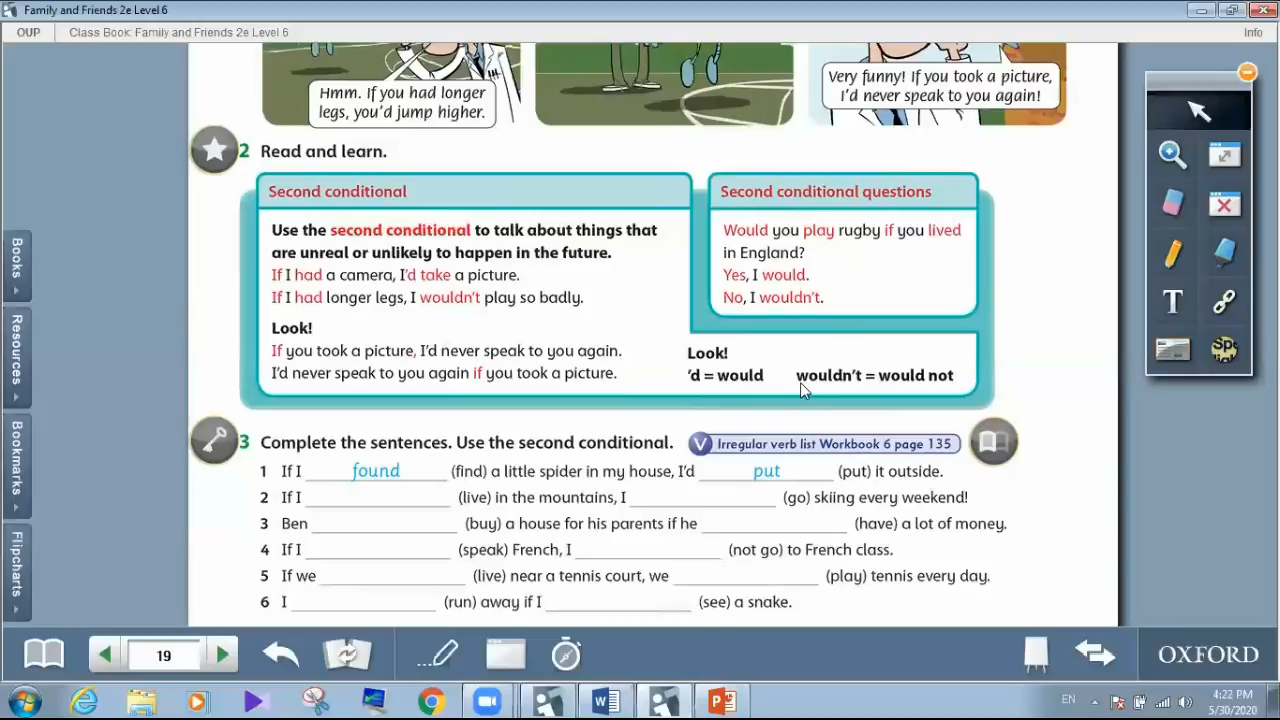 Family and Friends 2e Level 6
OUP
Class Book: Family and Friends 2e Level 6
Info
Hmm. If you had longer
legs, you'd jump higher.
Very funny! If you took a picture,
I'd never speak to you again!
2 Read and learn.
Second conditional
Use the second conditional to talk about things that
are unreal or unlikely to happen in the future.
If I had a camera, I'd take a picture.
If I had longer legs, I wouldn't play so badly.
Look!
If you took a picture, I'd never speak to you again.
I'd never speak to you again if you took a picture.
Second conditional questions
Would you play rugby if you lived
in England?
Yes, I would.
No, I wouldn't.
Look!
'd = would wouldn't = would not
3 Complete the sentences. Use the second conditional. V Irregular verb list Workbook 6 page 135
1 If I found (find) a little spider in my house, I'd put (put) it outside.
2 If I (live) in the mountains, I (go) skiing every weekend!
3 Ben (buy) a house for his parents if he (have) a lot of money.
4 If I (speak) French, I (not go) to French class.
5 If we (live) near a tennis court, we (play) tennis every day.
6 I (run) away if I (see) a snake.
Books
Resources
Bookmarks
Flipcharts
T
Sp
19
OXFORD
EN
4:22 PM
5/30/2020